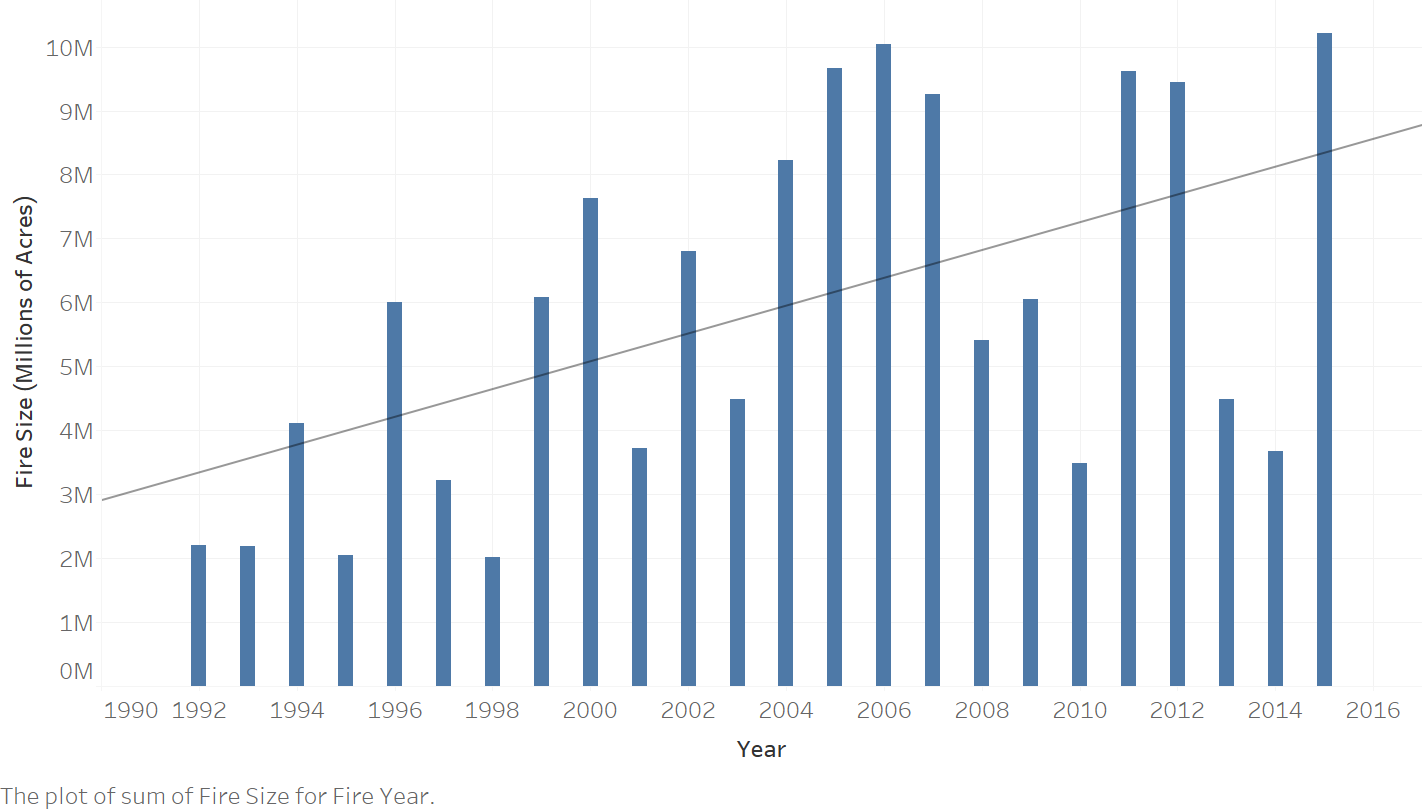 10M
9M
8M
7M
6M
5M
4M
3M
2M
1M
0M
Fire Size (Millions of Acres)
1990 1992 1994 1996 1998 2000 2002 2004 2006 2008 2010 2012 2014 2016
Year
The plot of sum of Fire Size for Fire Year.